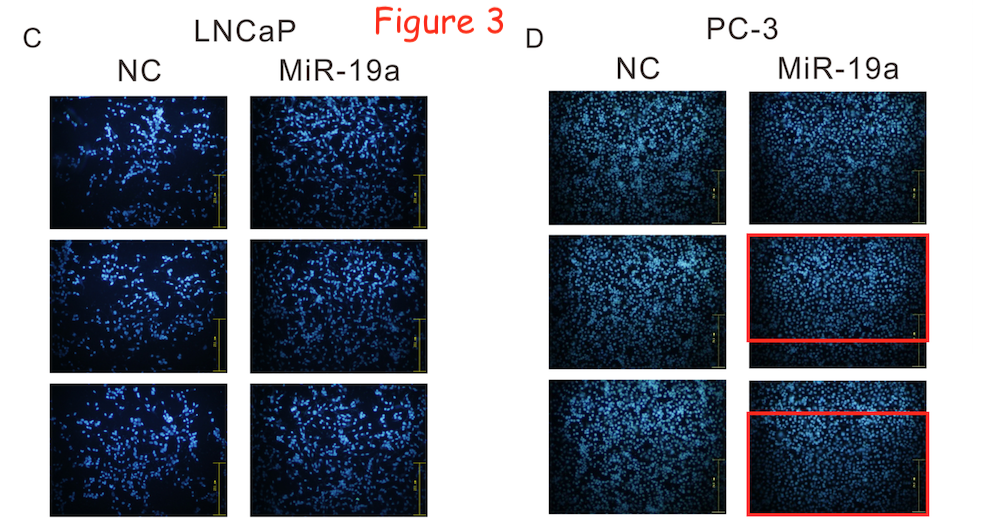 Figure 3
C
LNCaP
NC
MiR-19a
D
PC-3
NC
MiR-19a